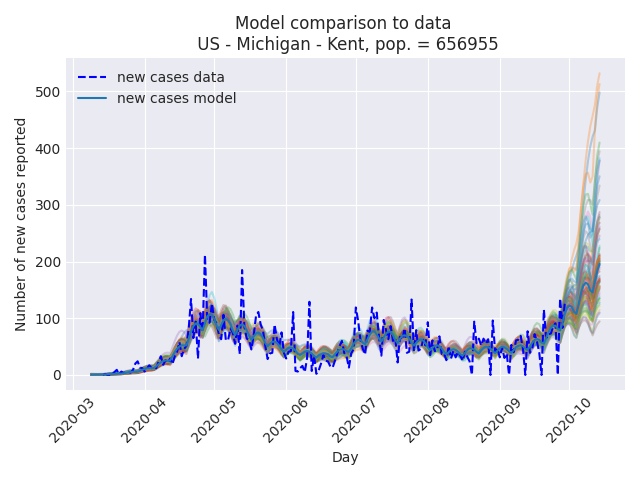 Model comparison to data
US - Michigan - Kent, pop. = 656955
new cases data
new cases model
Number of new cases reported
500
400
300
200
100
0
2020-03
2020-04
2020-05
2020-06
2020-07
2020-08
2020-09
2020-10
Day